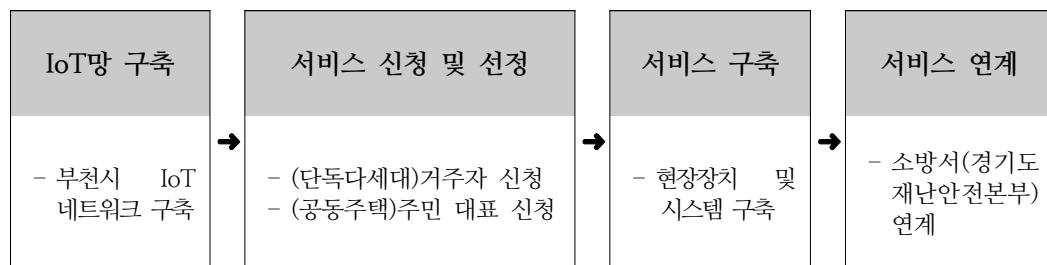 IoT망 구축
- 부천시 IoT
네트워크 구축
➜
서비스 신청 및 선정
- (단독다세대)거주자 신청
- (공동주택)주민 대표 신청
➜
서비스 구축
- 현장장치 및
시스템 구축
➜
서비스 연계
- 소방서(경기도
재난안전본부)
연계